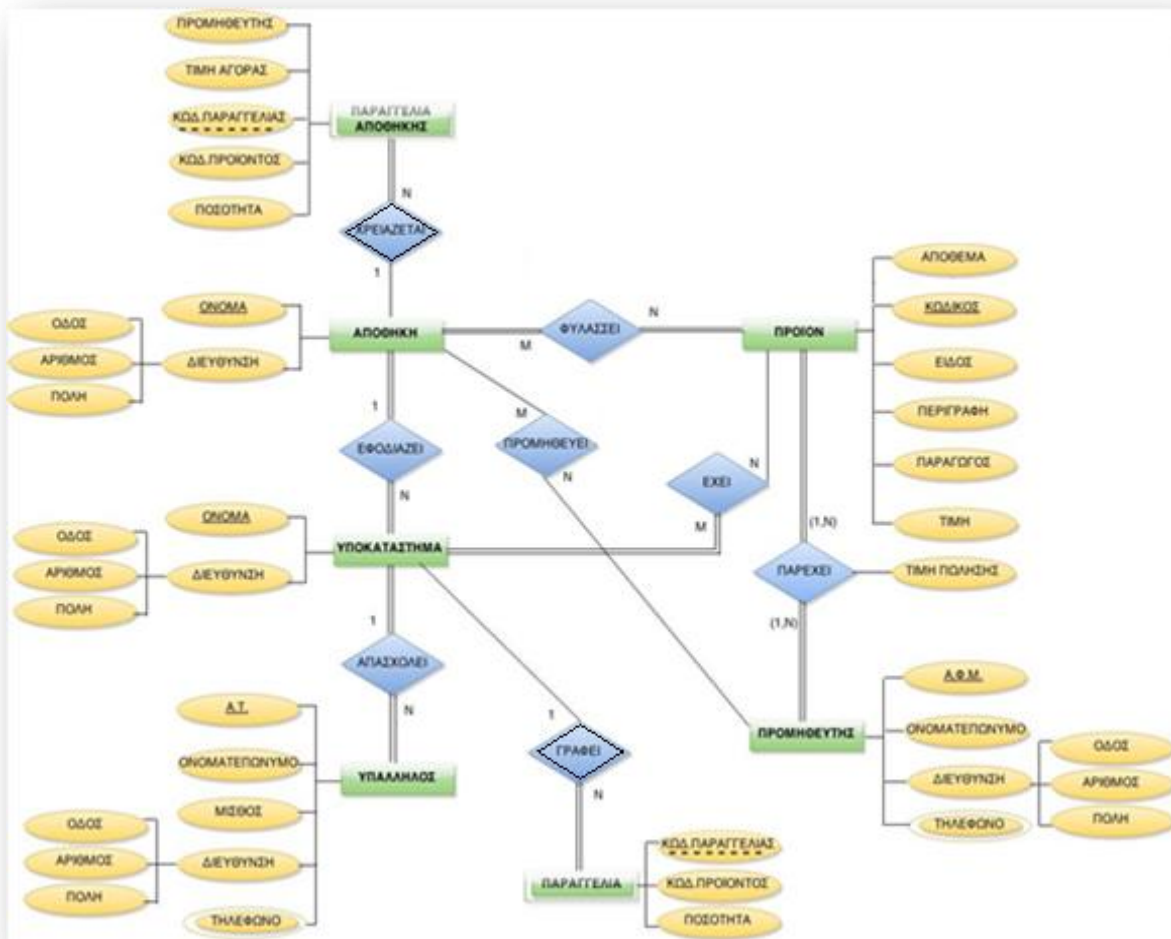 ΠΡΟΜΗΘΕΥΤΗΣ
ΤΙΜΗ ΑΓΟΡΑΣ
ΚΩΔ.ΠΑΡΑΓΓΕΛΙΑΣ
ΚΩΔ.ΠΡΟΪΟΝΤΟΣ
ΠΟΣΟΤΗΤΑ
ΠΑΡΑΓΓΕΛΙΑ
ΑΠΟΘΗΚΗΣ
N
ΧΡΕΙΑΖΕΤΑΙ
1
ΟΔΟΣ
ΑΡΙΘΜΟΣ
ΠΟΛΗ
ΟΝΟΜΑ
ΔΙΕΥΘΥΝΣΗ
ΑΠΟΘΗΚΗ
M
ΦΥΛΑΣΣΕΙ
N
ΠΡΟΪΟΝ
ΑΠΟΘΕΜΑ
ΚΩΔΙΚΟΣ
ΕΙΔΟΣ
ΠΕΡΙΓΡΑΦΗ
ΠΑΡΑΓΩΓΟΣ
ΤΙΜΗ
1
ΕΦΟΔΙΑΖΕΙ
N
M
ΠΡΟΜΗΘΕΥΕΙ
N
ΕΧΕΙ
N
M
ΟΔΟΣ
ΑΡΙΘΜΟΣ
ΠΟΛΗ
ΟΝΟΜΑ
ΔΙΕΥΘΥΝΣΗ
ΥΠΟΚΑΤΑΣΤΗΜΑ
(1,N)
ΠΑΡΕΧΕΙ
ΤΙΜΗ ΠΩΛΗΣΗΣ
(1,N)
1
ΑΠΑΣΧΟΛΕΙ
N
1
ΓΡΑΦΕΙ
N
Α.Τ.
ΟΝΟΜΑΤΕΠΩΝΥΜΟ
ΜΙΣΘΟΣ
ΔΙΕΥΘΥΝΣΗ
ΤΗΛΕΦΩΝΟ
ΟΔΟΣ
ΑΡΙΘΜΟΣ
ΠΟΛΗ
ΥΠΑΛΛΗΛΟΣ
ΠΑΡΑΓΓΕΛΙΑ
ΚΩΔ.ΠΑΡΑΓΓΕΛΙΑΣ
ΚΩΔ.ΠΡΟΪΟΝΤΟΣ
ΠΟΣΟΤΗΤΑ
ΠΡΟΜΗΘΕΥΤΗΣ
Α.Φ.Μ.
ΟΝΟΜΑΤΕΠΩΝΥΜΟ
ΔΙΕΥΘΥΝΣΗ
ΤΗΛΕΦΩΝΟ
ΟΔΟΣ
ΑΡΙΘΜΟΣ
ΠΟΛΗ